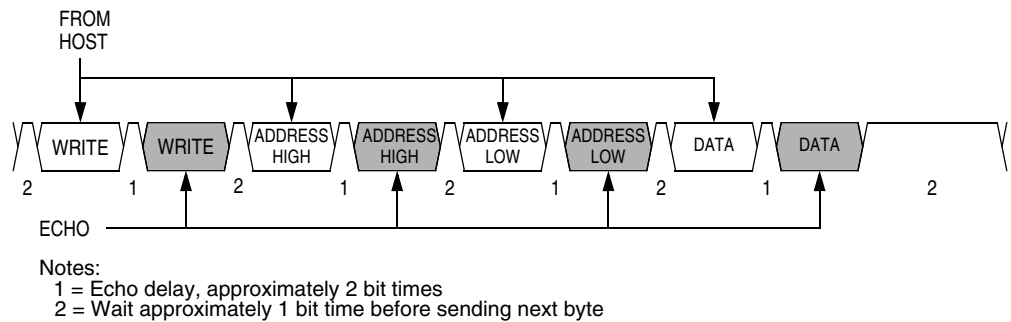 FROM
HOST
WRITE
WRITE
ADDRESS
HIGH
ADDRESS
HIGH
ADDRESS
LOW
ADDRESS
LOW
DATA
DATA
2
1
2
1
2
1
2
1
2
ECHO
Notes:
1 = Echo delay, approximately 2 bit times
2 = Wait approximately 1 bit time before sending next byte